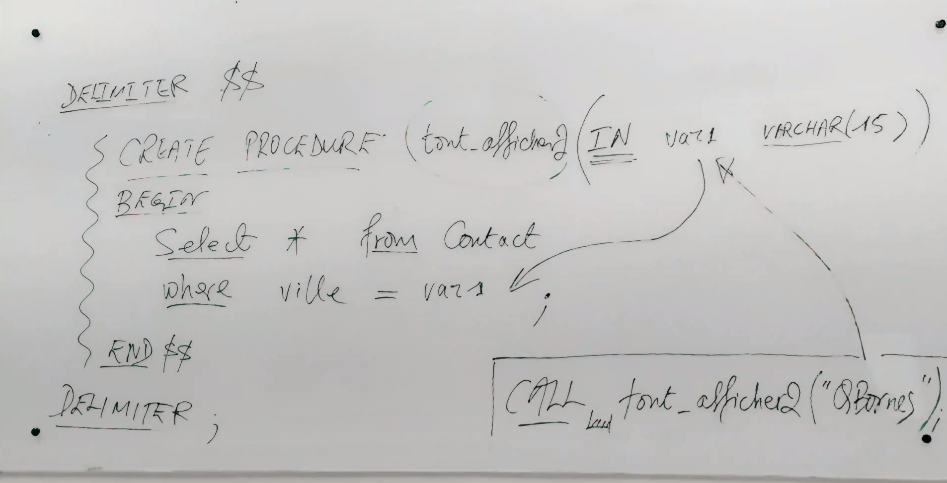 DELIMITER $$
CREATE PROCEDURE (tout_afficher2 (IN var1 VARCHAR(15))
BEGIN
Select * from Contact
where ville = var1 ;
END $$
DELIMITER ;
CALL tout_afficher2 ("QBornes");